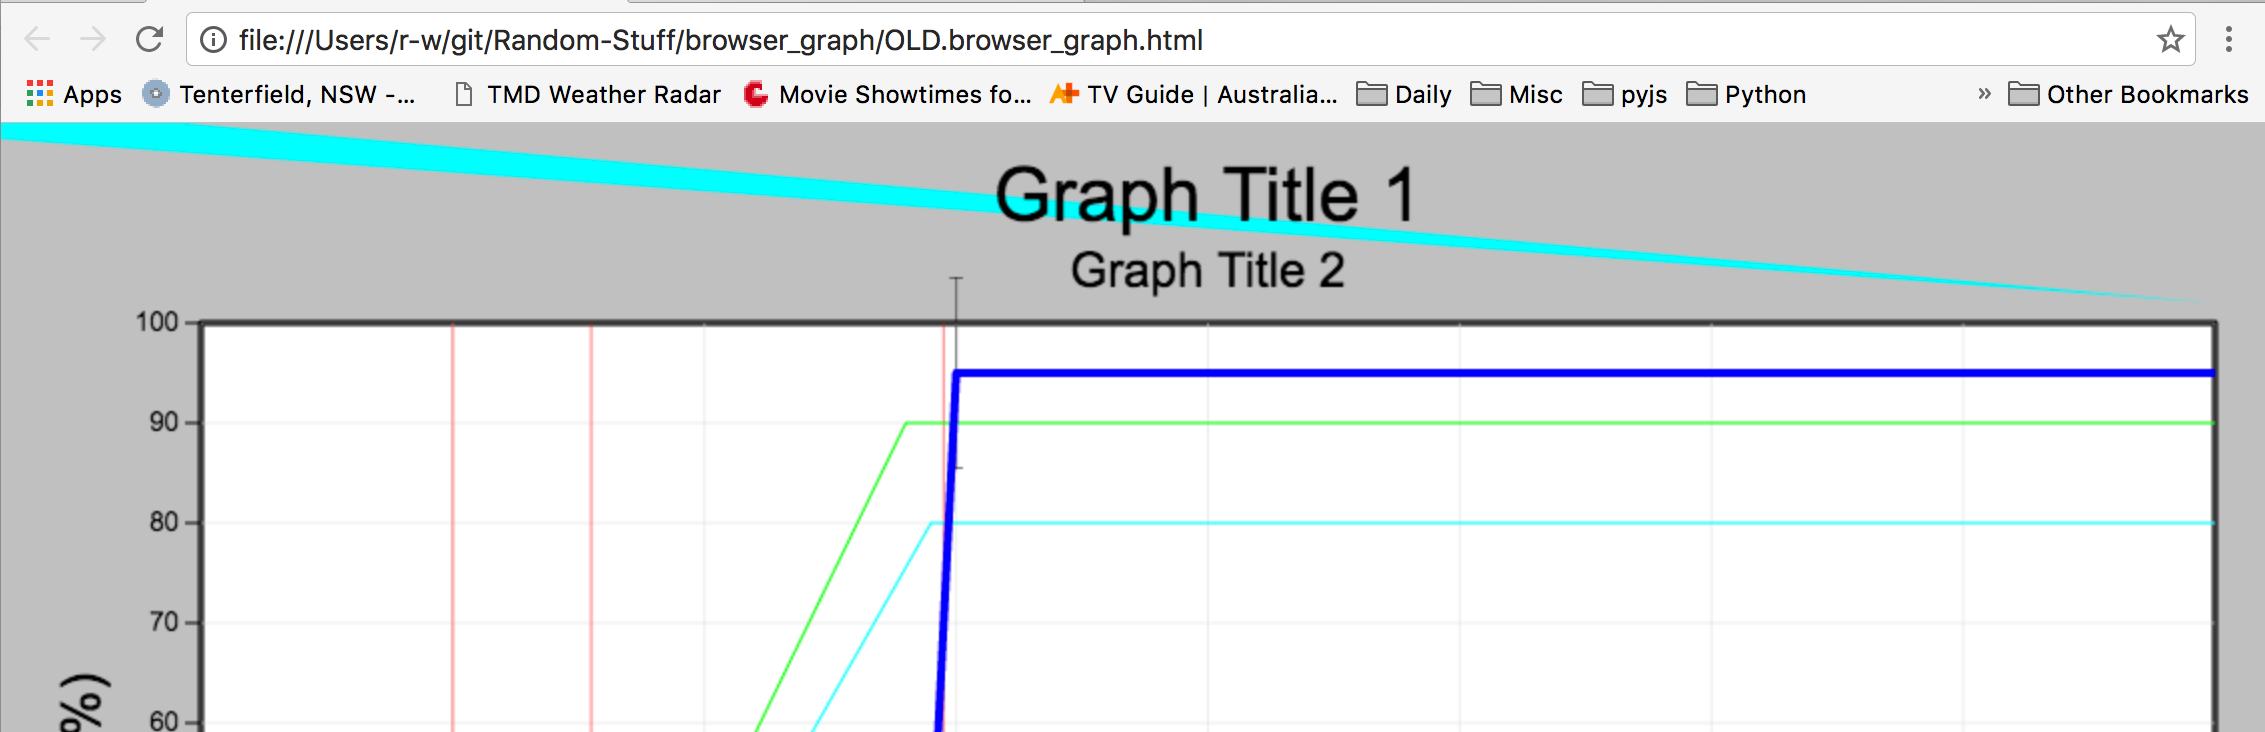 file:///Users/r-w/git/Random-Stuff/browser_graph/OLD.browser_graph.html
Apps Tenterfield, NSW -... TMD Weather Radar Movie Showtimes fo... TV Guide | Australia... Daily Misc pyjs Python » Other Bookmarks
Graph Title 1
Graph Title 2
100
90
80
70
60
%)